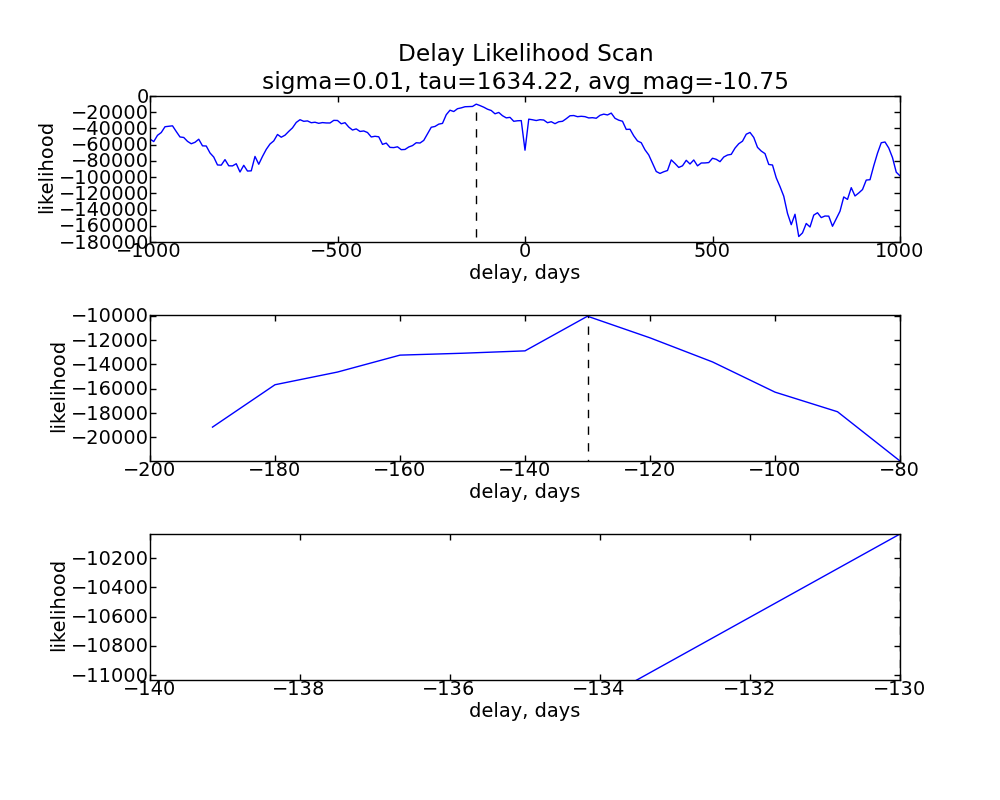 Delay Likelihood Scan
sigma=0.01, tau=1634.22, avg_mag=-10.75
0
−20000
−40000
−60000
−80000
−100000
−120000
−140000
−160000
−180000
likelihood
−1000 −500 0 500 1000
delay, days
−10000
−12000
−14000
−16000
−18000
−20000
likelihood
−200 −180 −160 −140 −120 −100 −80
delay, days
−10200
−10400
−10600
−10800
−11000
likelihood
−140 −138 −136 −134 −132 −130
delay, days